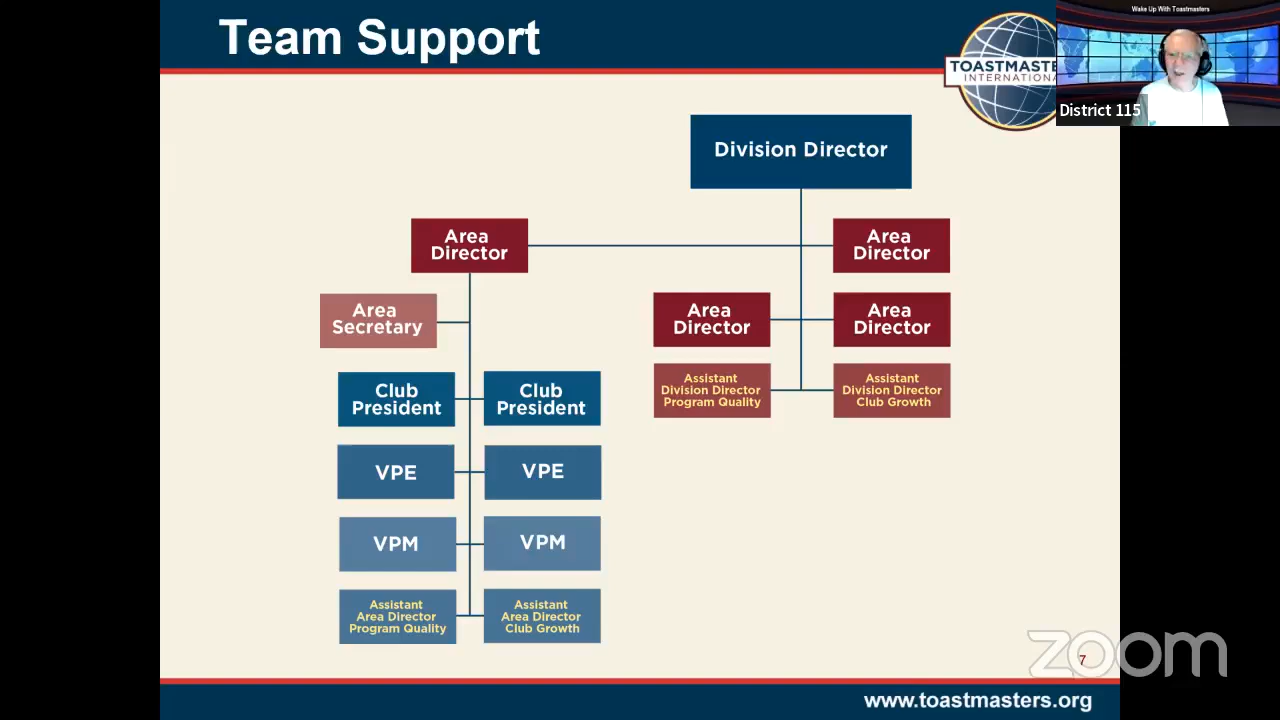 Team Support
Wake Up With Toastmasters
TOASTMASTE
INTERNATIONA
District 115
Division Director
Area
Director
Area
Director
Area
Secretary
Area
Director
Area
Director
Club
President
Club
President
Assistant
Division Director
Program Quality
Assistant
Division Director
Club Growth
VPE
VPE
VPM
VPM
Assistant
Area Director
Program Quality
Assistant
Area Director
Club Growth
zoom
7
www.toastmasters.org